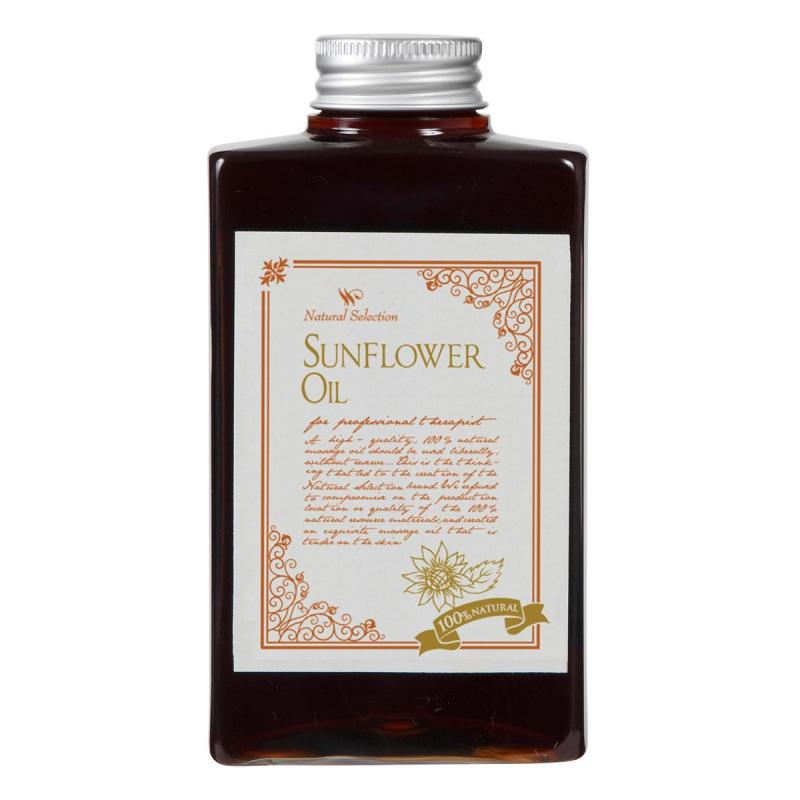 Natural Selection
SUNFLOWER
OIL
for professional therapist
A high - quality, 100% natural
massage oil should be used liberally,
without reserve... This is the think-
ing that led to the creation of the
Natural Selection brand. We refused
to compromise on the production
location or quality of the 100%
natural resource materials, and created
an exquisite massage oil that is
tender on the skin
100% NATURAL